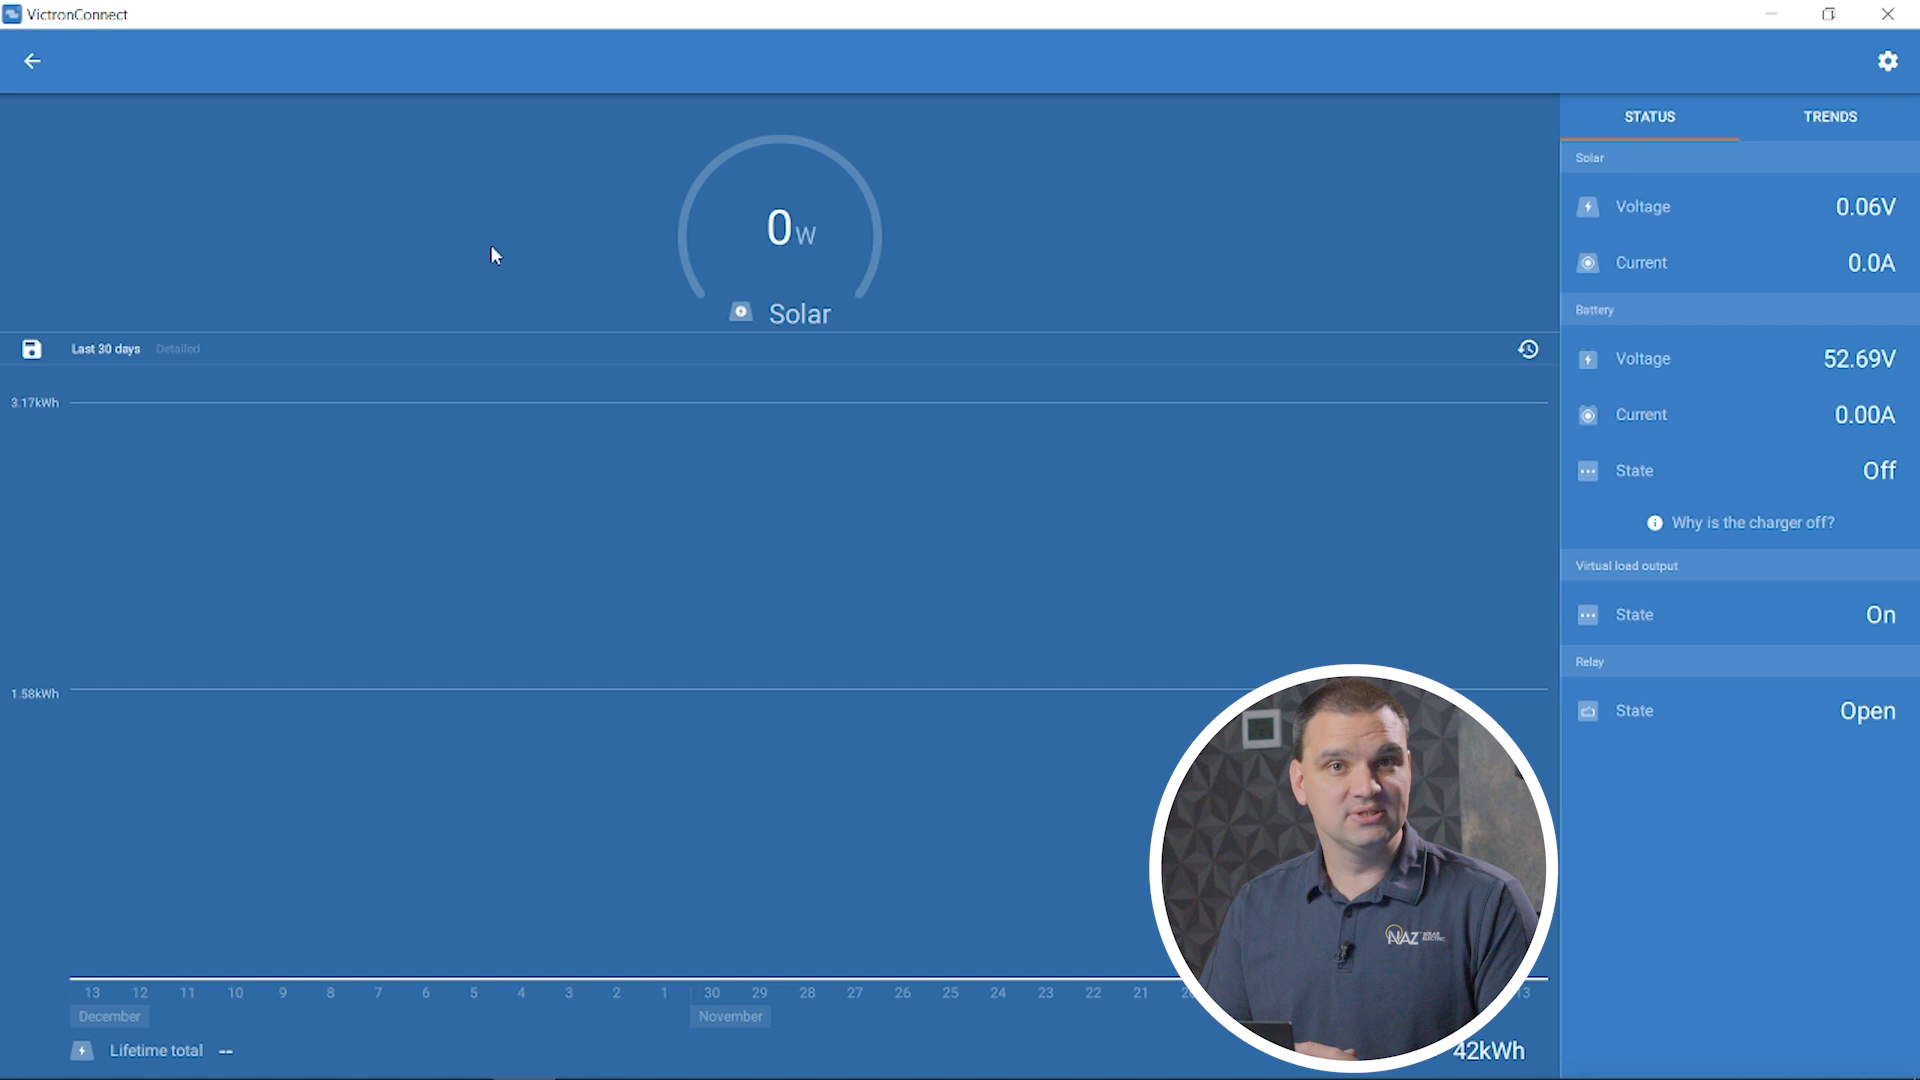 VictronConnect
0W
Solar
Last 30 days Detailed
3.17kWh
1.58kWh
13 12 11 10 9 8 7 6 5 4 3 2 1 30 29 28 27 26 25 24 23 22 21
December November
Lifetime total --
42kWh
STATUS TRENDS
Solar
Voltage 0.06V
Current 0.0A
Battery
Voltage 52.69V
Current 0.00A
State Off
Why is the charger off?
Virtual load output
State On
Relay
State Open
NAZ SOLAR
ELECTRIC